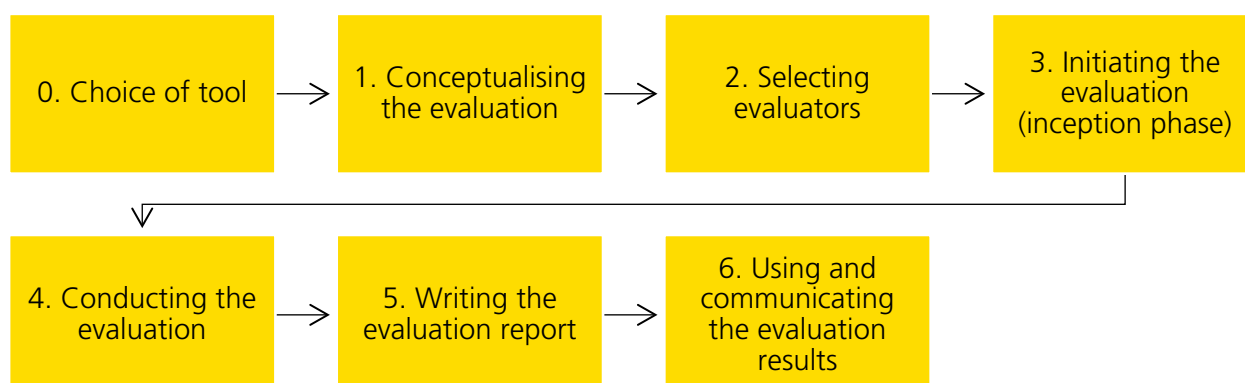 0. Choice of tool
1. Conceptualising
the evaluation
2. Selecting
evaluators
3. Initiating the
evaluation
(inception phase)
4. Conducting the
evaluation
5. Writing the
evaluation report
6. Using and
communicating
the evaluation
results